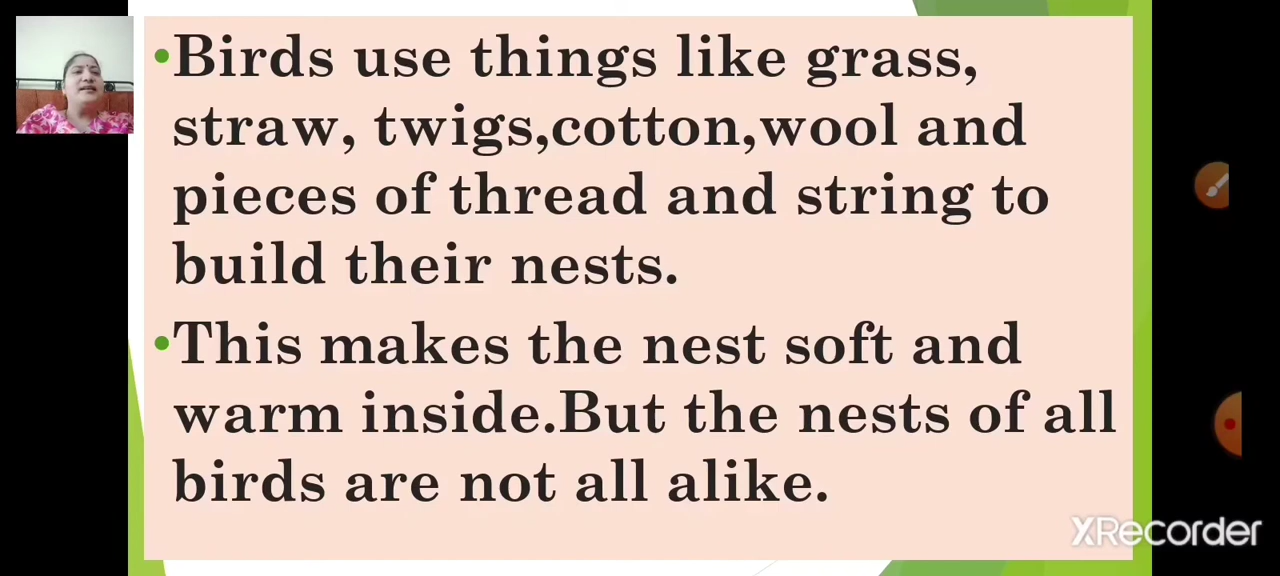 •Birds use things like grass,
straw, twigs,cotton,wool and
pieces of thread and string to
build their nests.
•This makes the nest soft and
warm inside.But the nests of all
birds are not all alike.
XRecorder